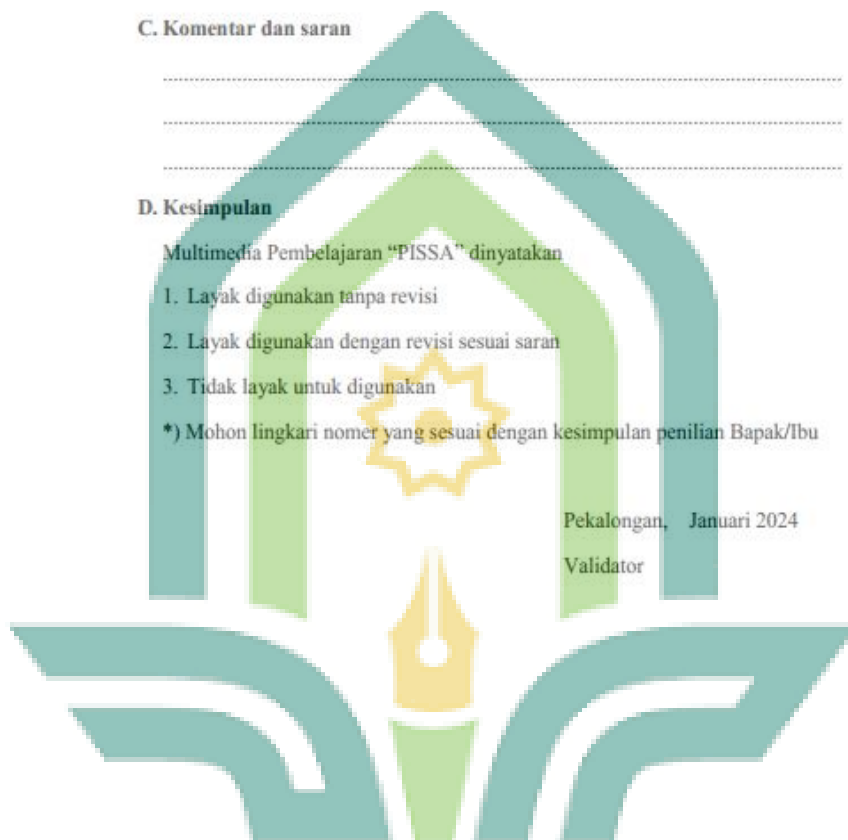 C. Komentar dan saran
D. Kesimpulan
Multimedia Pembelajaran “PISSA” dinyatakan
1. Layak digunakan tanpa revisi
2. Layak digunakan dengan revisi sesuai saran
3. Tidak layak untuk digunakan
*) Mohon lingkari nomer yang sesuai dengan kesimpulan penilian Bapak/Ibu
Pekalongan, Januari 2024
Validator